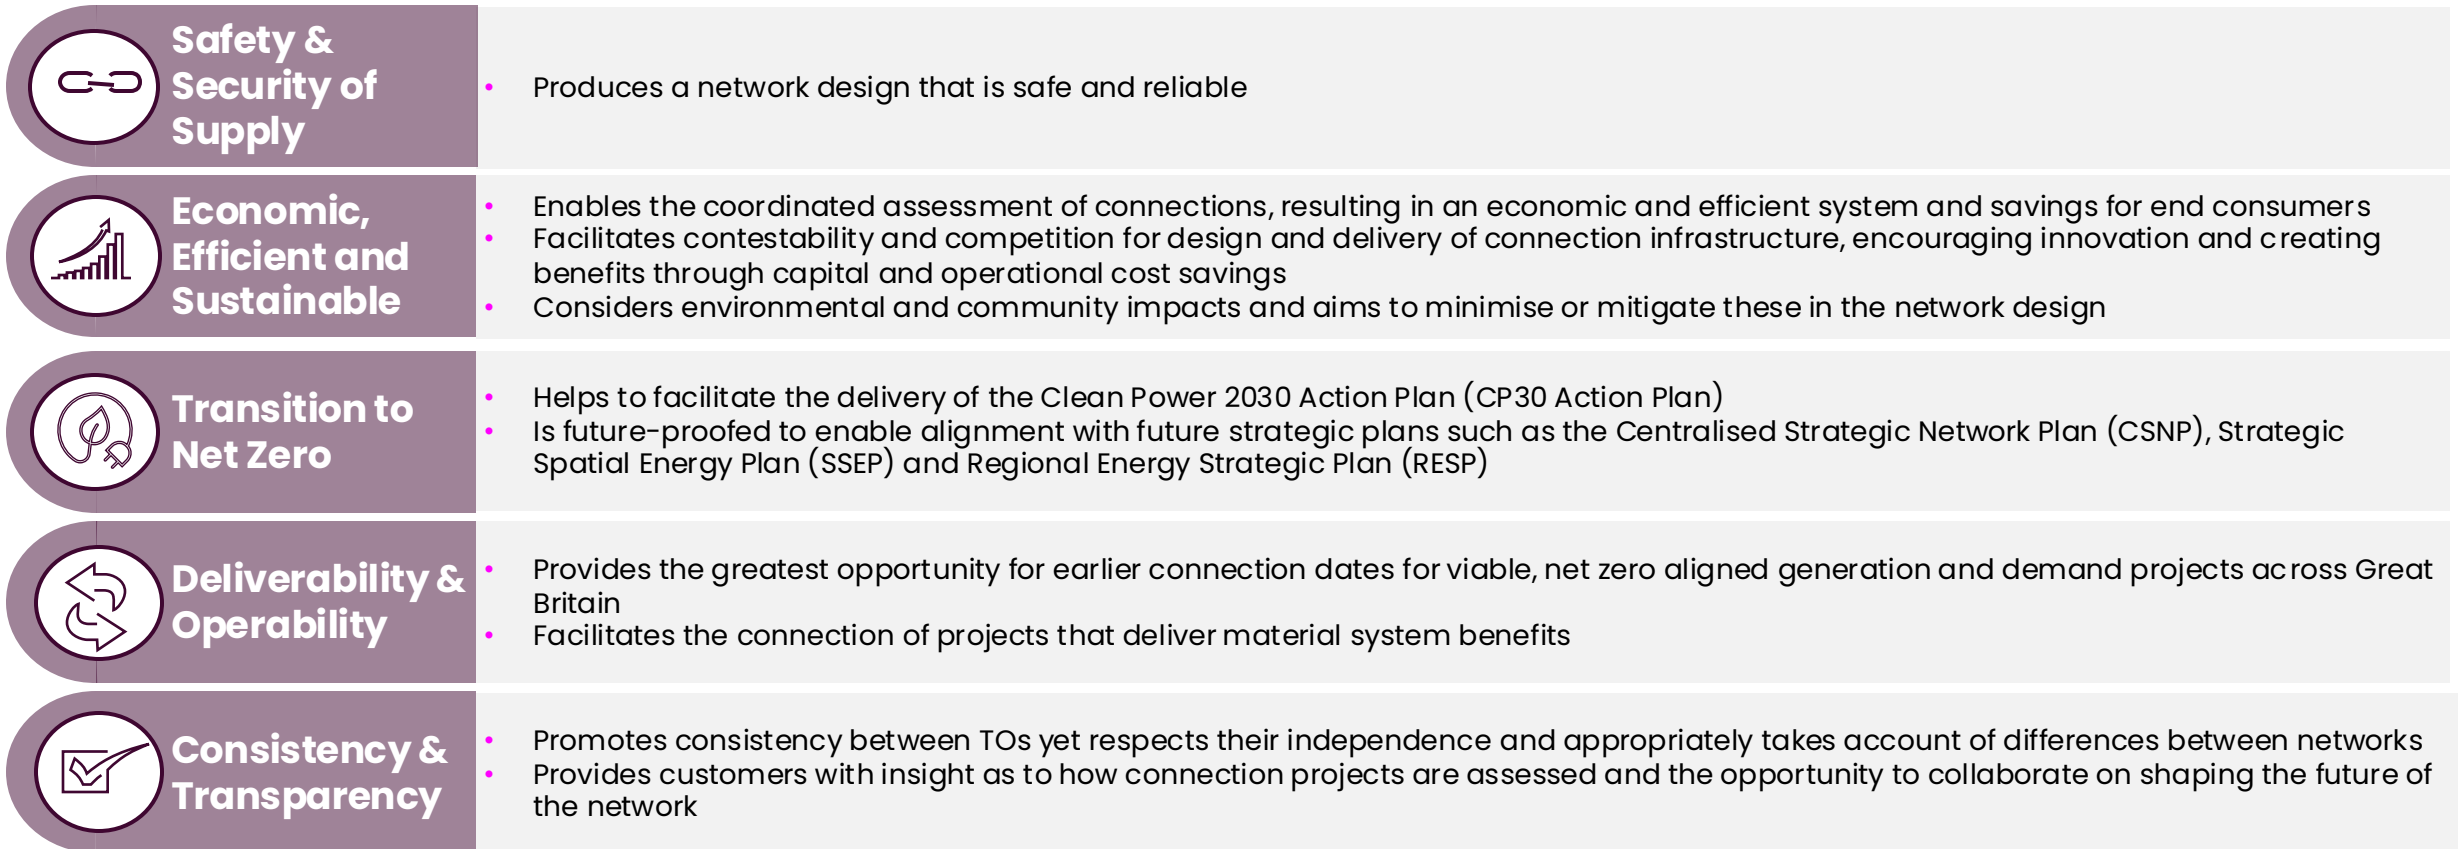 Safety &
Security of
Supply
• Produces a network design that is safe and reliable
Economic,
Efficient and
Sustainable
• Enables the coordinated assessment of connections, resulting in an economic and efficient system and savings for end consumers
• Facilitates contestability and competition for design and delivery of connection infrastructure, encouraging innovation and creating
benefits through capital and operational cost savings
• Considers environmental and community impacts and aims to minimise or mitigate these in the network design
Transition to
Net Zero
• Helps to facilitate the delivery of the Clean Power 2030 Action Plan (CP30 Action Plan)
• Is future-proofed to enable alignment with future strategic plans such as the Centralised Strategic Network Plan (CSNP), Strategic
Spatial Energy Plan (SSEP) and Regional Energy Strategic Plan (RESP)
Deliverability &
Operability
• Provides the greatest opportunity for earlier connection dates for viable, net zero aligned generation and demand projects across Great
Britain
• Facilitates the connection of projects that deliver material system benefits
Consistency &
Transparency
• Promotes consistency between TOs yet respects their independence and appropriately takes account of differences between networks
• Provides customers with insight as to how connection projects are assessed and the opportunity to collaborate on shaping the future of
the network